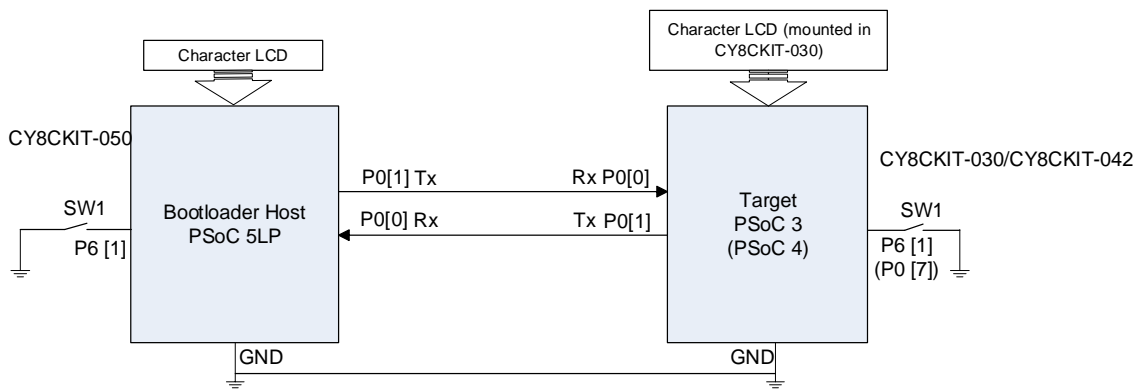 Character LCD
Character LCD (mounted in
CY8CKIT-030)
CY8CKIT-050
CY8CKIT-030/CY8CKIT-042
P0[1] Tx
Rx P0[0]
P0[0] Rx
Tx P0[1]
Bootloader Host
PSoC 5LP
Target
PSoC 3
(PSoC 4)
SW1
P6 [1]
SW1
P6 [1]
(P0 [7])
GND
GND